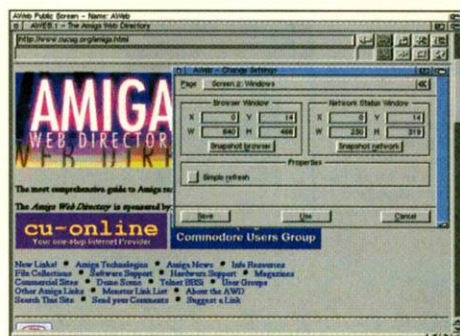 AWeb Public Screen - Name: AWeb
AWEB.1 - The Amiga Web Directory
http://www.cucug.org/amiga.html
AWeb - Change Settings
Page Screen 2: Windows
Browser Window
X 0 Y 14
W 640 H 466
Snapshot browser
Network Status Window
X 0 Y 14
W 230 H 319
Snapshot network
Properties
Simple refresh
Save Use Cancel
AMIGA
WEB DIRECTOR
The most comprehensive guide to Amiga
The Amiga Web Directory is sponsored by
cu-online
Your one-stop Internet Provider
Commodore Users Group
New Links! • Amiga Technologies • Amiga News • Info Resources
File Collections • Software Support • Hardware Support • Magazines
Commercial Sites • Demo Scene • Telnet BBSs • User Groups
Other Amiga Links • Monster Link List • About the AWD
Search This Site • Send your Comments • Suggest a Link